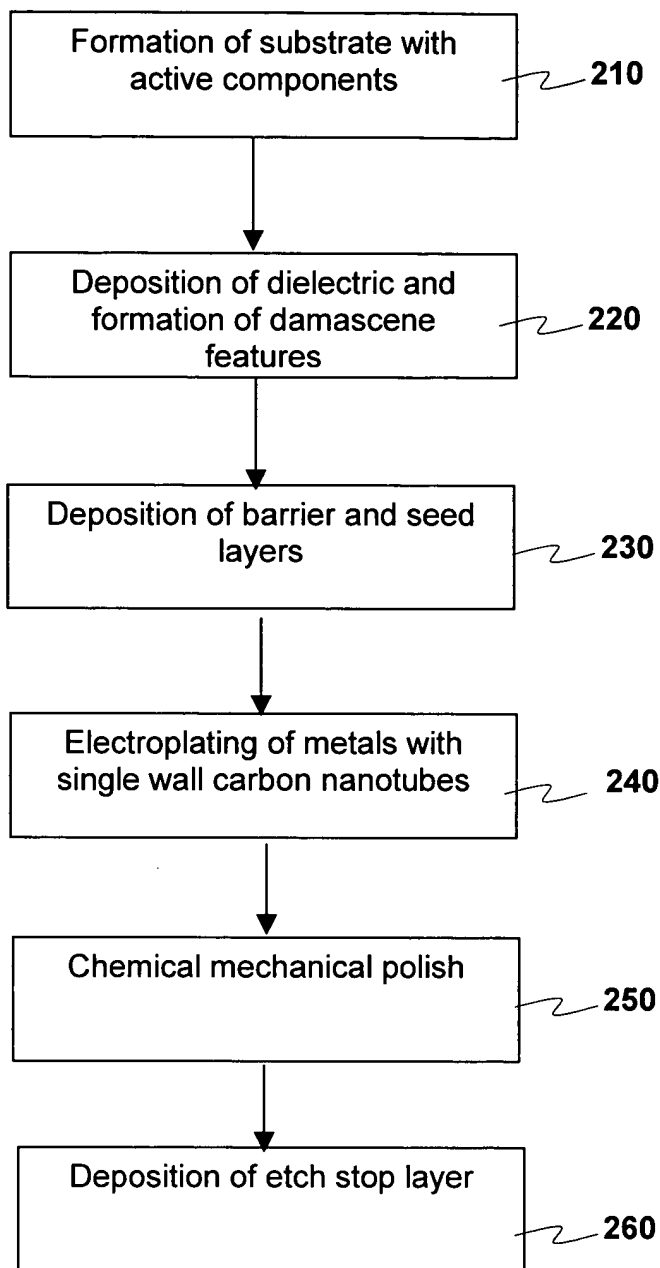 Formation of substrate with
active components
210
Deposition of dielectric and
formation of damascene
features
220
Deposition of barrier and seed
layers
230
Electroplating of metals with
single wall carbon nanotubes
240
Chemical mechanical polish
250
Deposition of etch stop layer
260